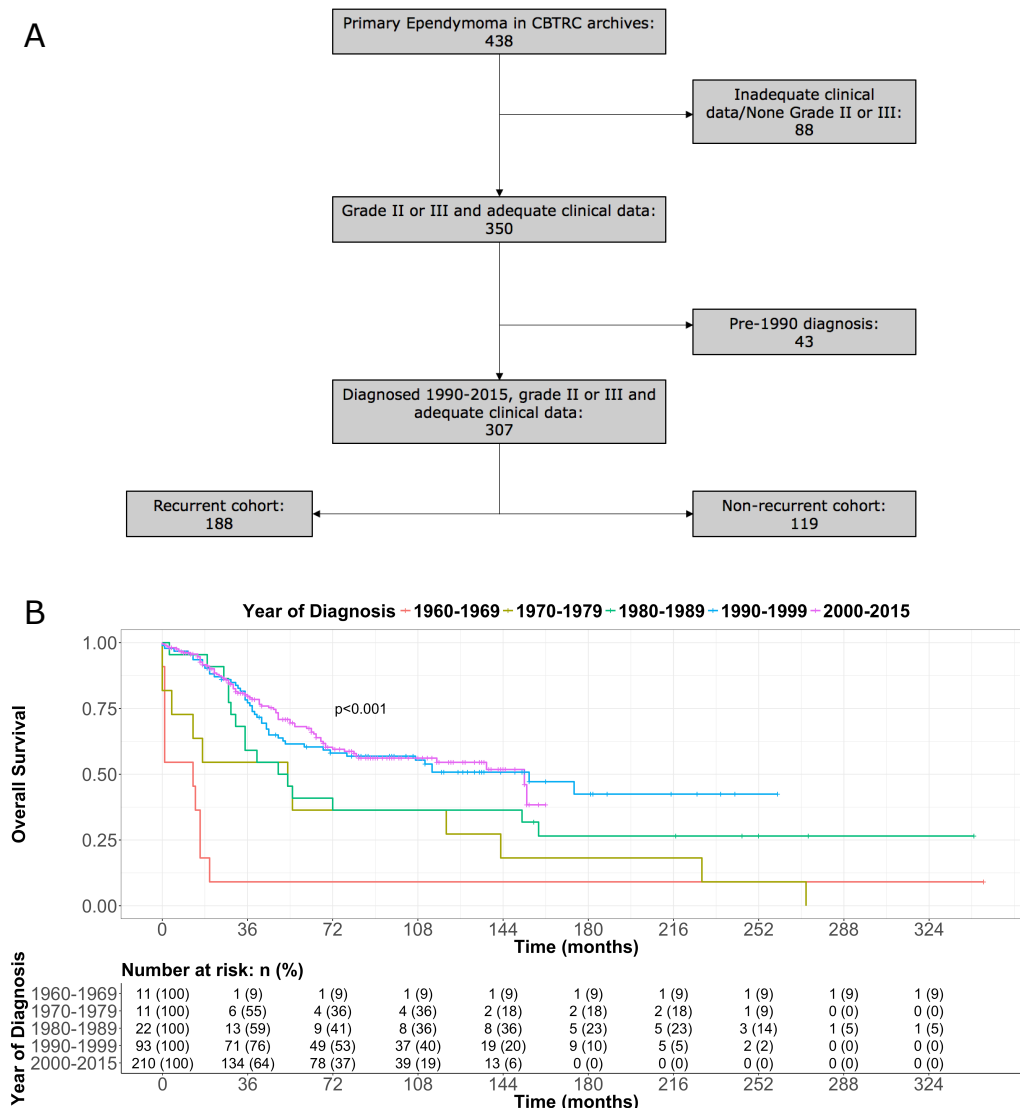 A
Primary Ependymoma in CBTRC archives:
438
Inadequate clinical
data/None Grade II or III:
88
Grade II or III and adequate clinical data:
350
Pre-1990 diagnosis:
43
Diagnosed 1990-2015, grade II or III and
adequate clinical data:
307
Recurrent cohort:
188
Non-recurrent cohort:
119
B
Year of Diagnosis 1960-1969 1970-1979 1980-1989 1990-1999 2000-2015
Overall Survival
1.00
0.75
0.50
0.25
0.00
p<0.001
0 36 72 108 144 180 216 252 288 324
Time (months)
Number at risk: n (%)
Year of Diagnosis
1960-1969 11 (100) 1 (9) 1 (9) 1 (9) 1 (9) 1 (9) 1 (9) 1 (9) 1 (9) 1 (9)
1970-1979 11 (100) 6 (55) 4 (36) 4 (36) 2 (18) 2 (18) 2 (18) 1 (9) 0 (0) 0 (0)
1980-1989 22 (100) 13 (59) 9 (41) 8 (36) 8 (36) 5 (23) 5 (23) 3 (14) 1 (5) 1 (5)
1990-1999 93 (100) 71 (76) 49 (53) 37 (40) 19 (20) 9 (10) 5 (5) 2 (2) 0 (0) 0 (0)
2000-2015 210 (100) 134 (64) 78 (37) 39 (19) 13 (6) 0 (0) 0 (0) 0 (0) 0 (0) 0 (0)
0 36 72 108 144 180 216 252 288 324
Time (months)